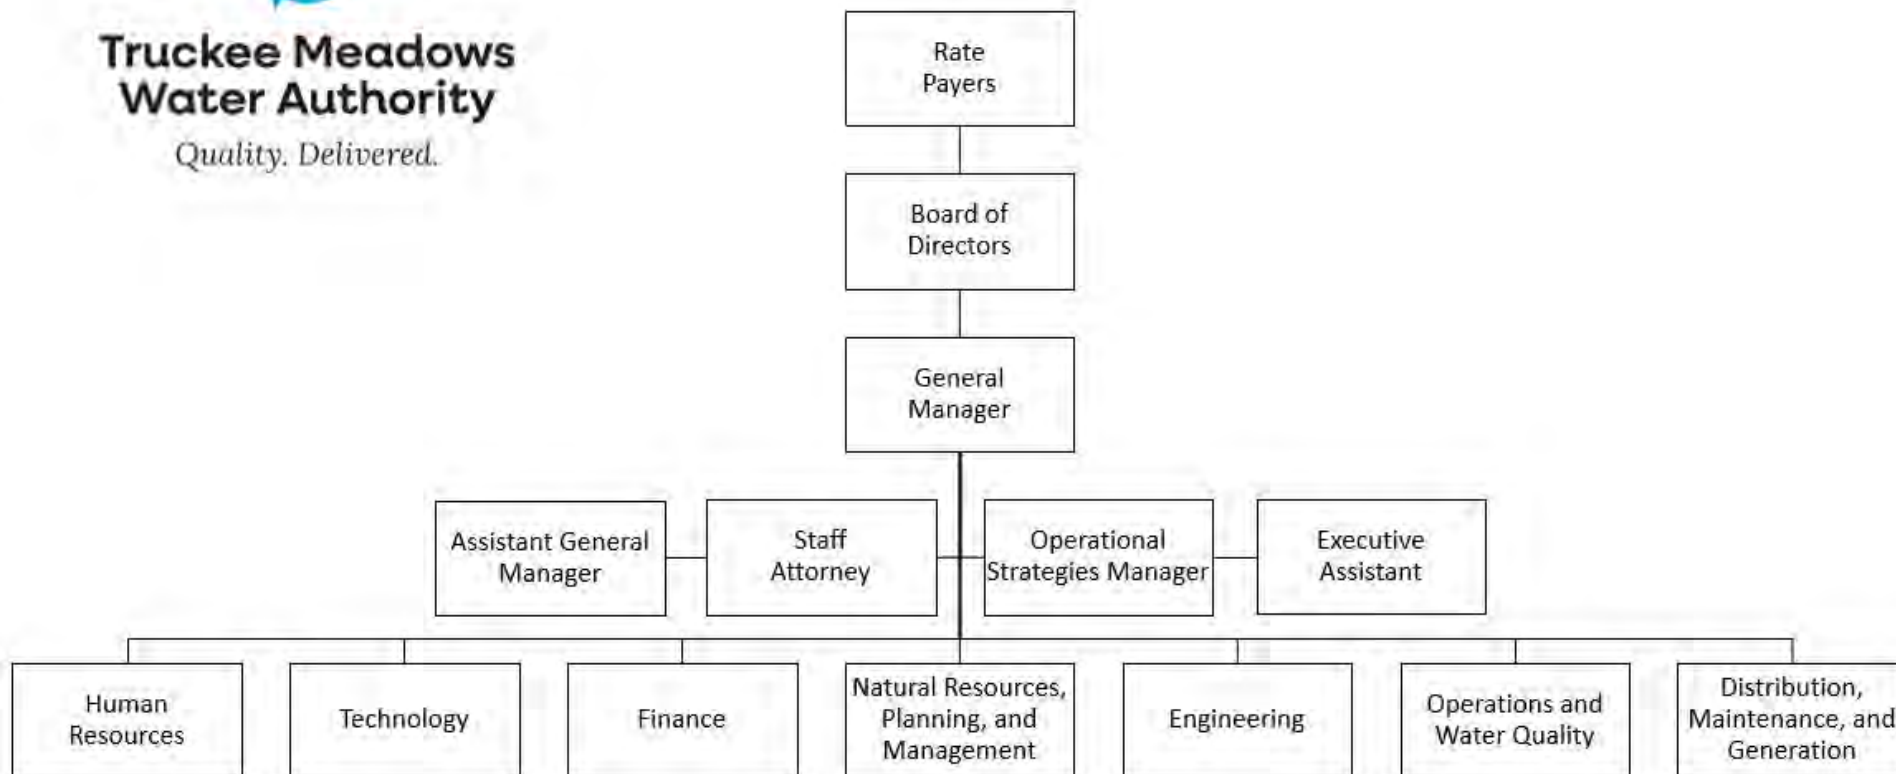 Truckee Meadows
Water Authority
Quality. Delivered.
Rate
Payers
Board of
Directors
General
Manager
Assistant General
Manager
Staff
Attorney
Operational
Strategies Manager
Executive
Assistant
Human
Resources
Technology
Finance
Natural Resources,
Planning, and
Management
Engineering
Operations and
Water Quality
Distribution,
Maintenance, and
Generation